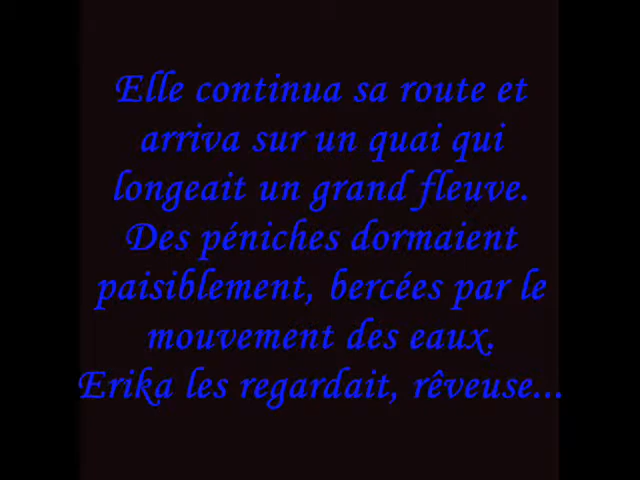 Elle continua sa route et
arriva sur un quai qui
longeait un grand fleuve.
Des péniches dormaient
paisiblement, bercées par le
mouvement des eaux.
Erika les regardait, rêveuse...